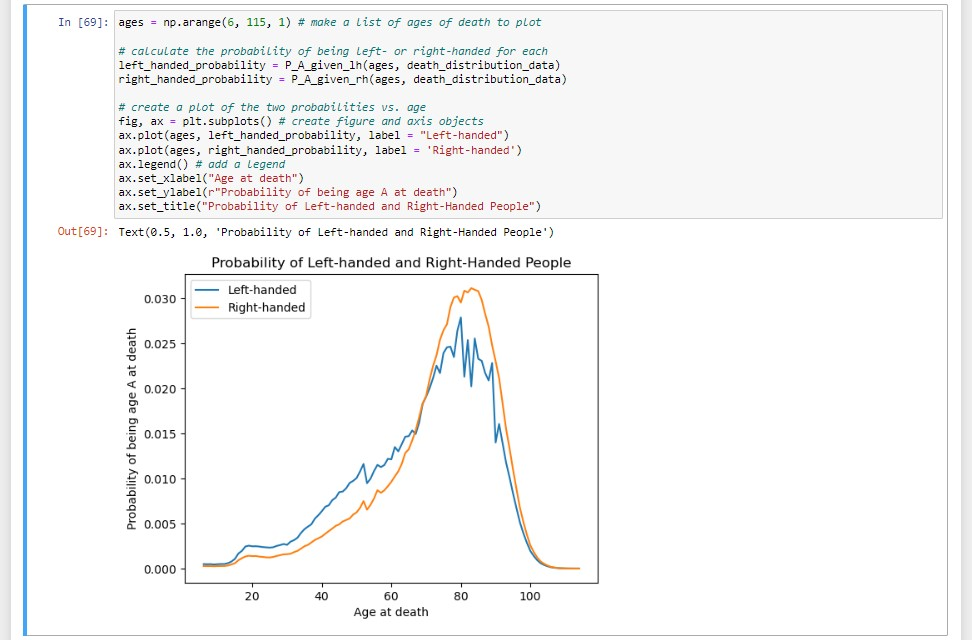 In [69]: ages = np.arange(6, 115, 1) # make a list of ages of death to plot
# calculate the probability of being left- or right-handed for each
left_handed_probability = P_A_given_lh(ages, death_distribution_data)
right_handed_probability = P_A_given_rh(ages, death_distribution_data)
# create a plot of the two probabilities vs. age
fig, ax = plt.subplots() # create figure and axis objects
ax.plot(ages, left_handed_probability, label = "Left-handed")
ax.plot(ages, right_handed_probability, label = 'Right-handed')
ax.legend() # add a legend
ax.set_xlabel("Age at death")
ax.set_ylabel(r"Probability of being age A at death")
ax.set_title("Probability of Left-handed and Right-Handed People")
Out[69]: Text(0.5, 1.0, 'Probability of Left-handed and Right-Handed People')
Probability of Left-handed and Right-Handed People
Left-handed
Right-handed
Probability of being age A at death
0.030
0.025
0.020
0.015
0.010
0.005
0.000
20 40 60 80 100
Age at death